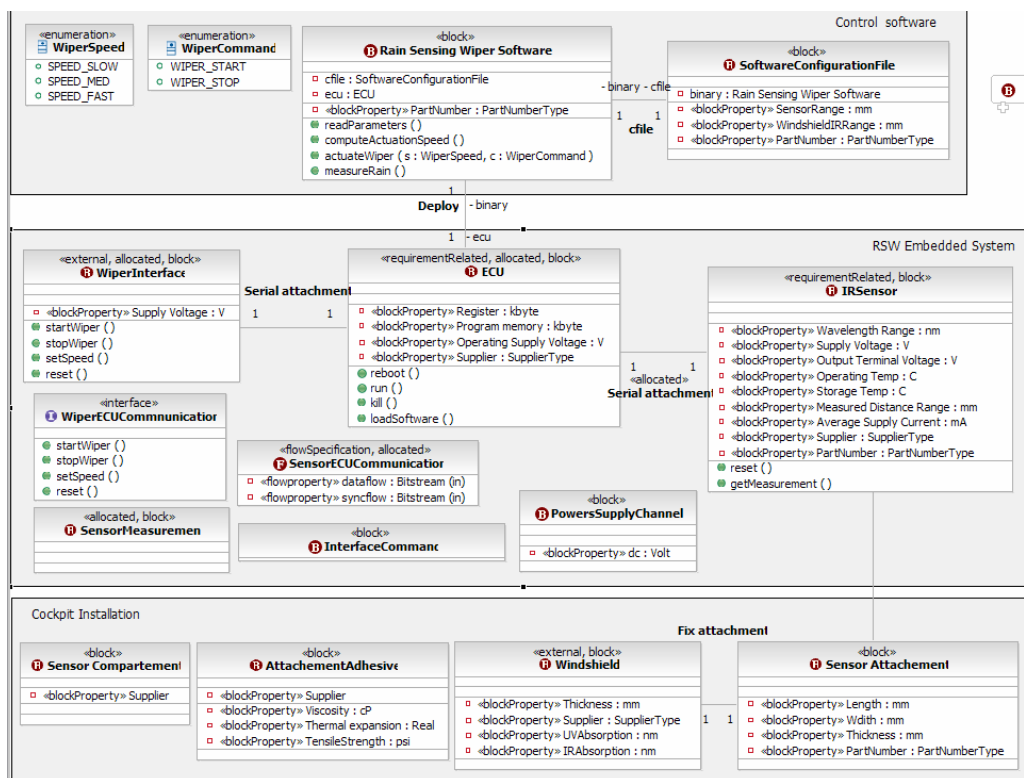 Control software
«enumeration»
WiperSpeed
SPEED_SLOW
SPEED_MED
SPEED_FAST
«enumeration»
WiperCommand
WIPER_START
WIPER_STOP
«block»
Rain Sensing Wiper Software
cfile : SoftwareConfigurationFile
ecu : ECU
«blockProperty» PartNumber : PartNumberType
readParameters ( )
computeActuationSpeed ( )
actuateWiper ( s : WiperSpeed, c : WiperCommand )
measureRain ( )
- binary - cfile
1 1
cfile
«block»
SoftwareConfigurationFile
binary : Rain Sensing Wiper Software
«blockProperty» SensorRange : mm
«blockProperty» WindshieldIRRange : mm
«blockProperty» PartNumber : PartNumberType
B
1
Deploy - binary
1 - ecu
RSW Embedded System
«external, allocated, block»
WiperInterface
«blockProperty» Supply Voltage : V
startWiper ( )
stopWiper ( )
setSpeed ( )
reset ( )
Serial attachment
1 1
«requirementRelated, allocated, block»
ECU
«blockProperty» Register : kbyte
«blockProperty» Program memory : kbyte
«blockProperty» Operating Supply Voltage : V
«blockProperty» Supplier : SupplierType
reboot ( )
run ( )
kill ( )
loadSoftware ( )
1 1
«allocated»
Serial attachment
«requirementRelated, block»
IRSensor
«blockProperty» Wavelength Range : nm
«blockProperty» Supply Voltage : V
«blockProperty» Output Terminal Voltage : V
«blockProperty» Operating Temp : C
«blockProperty» Storage Temp : C
«blockProperty» Measured Distance Range : mm
«blockProperty» Average Supply Current : mA
«blockProperty» Supplier : SupplierType
«blockProperty» PartNumber : PartNumberType
reset ( )
getMeasurement ( )
«interface»
WiperECUCommnunication
startWiper ( )
stopWiper ( )
setSpeed ( )
reset ( )
«flowSpecification, allocated»
SensorECUCommunication
«flowproperty» dataflow : Bitstream (in)
«flowproperty» syncflow : Bitstream (in)
«allocated, block»
SensorMeasuremen
«block»
InterfaceCommand
«block»
PowersSupplyChannel
«blockProperty» dc : Volt
Cockpit Installation
Fix attachment
«block»
Sensor Compartement
«blockProperty» Supplier
«block»
AttachementAdhesive
«blockProperty» Supplier
«blockProperty» Viscosity : cP
«blockProperty» Thermal expansion : Real
«blockProperty» TensileStrength : psi
«external, block»
Windshield
«blockProperty» Thickness : mm
«blockProperty» Supplier : SupplierType
«blockProperty» UVAbsorption : nm
«blockProperty» IRAbsorption : nm
1 1
«block»
Sensor Attachement
«blockProperty» Length : mm
«blockProperty» Wdith : mm
«blockProperty» Thickness : mm
«blockProperty» PartNumber : PartNumberType